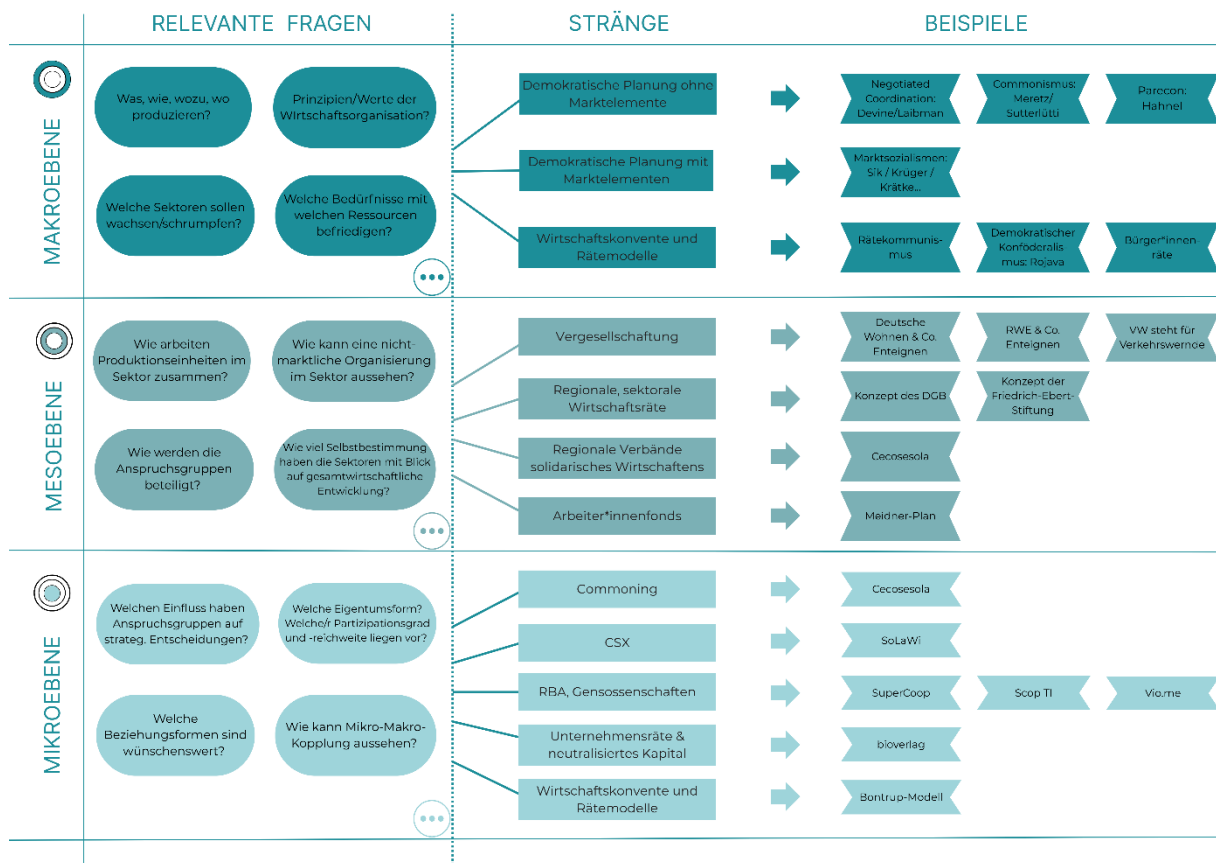 RELEVANTE FRAGEN
STRÄNGE
BEISPIELE
MAKROEBENE
Was, wie, wozu, wo
produzieren?
Prinzipien/Werte der
Wirtschaftsorganisation?
Welche Sektoren sollen
wachsen/schrumpfen?
Welche Bedürfnisse mit
welchen Ressourcen
befriedigen?
Demokratische Planung ohne
Marktelemente
Negotiated
Coordination:
Devine/Laibman
Commonismus:
Meretz/
Sutterlütti
Parecon:
Hahnel
Demokratische Planung mit
Marktelementen
Marktsozialismen:
Sik / Krüger /
Krätke...
Wirtschaftskonvente und
Rätemodelle
Rätekommunis-
mus
Demokratischer
Konföderalis
mus: Rojava
Bürger*innen-
räte
MESOEBENE
Wie arbeiten
Produktionseinheiten im
Sektor zusammen?
Wie kann eine nicht-
marktliche Organisierung
im Sektor aussehen?
Wie werden die
Anspruchsgruppen
beteiligt?
Wie viel Selbstbestimmung
haben die Sektoren mit Blick
auf gesamtwirtschaftliche
Entwicklung?
Vergesellschaftung
Deutsche
Wohnen & Co.
Enteignen
RWE & Co.
Enteignen
VW steht für
Verkehrswernde
Regionale, sektorale
Wirtschaftsräte
Konzept des DGB
Konzept der
Friedrich-Ebert-
Stiftung
Regionale Verbände
solidarisches Wirtschaftens
Cecosesola
Arbeiter*innenfonds
Meidner-Plan
MIKROEBENE
Welchen Einfluss haben
Anspruchsgruppen auf
strateg. Entscheidungen?
Welche Eigentumsform?
Welche/r Partizipationsgrad
und -reichweite liegen vor?
Welche
Beziehungsformen sind
wünschenswert?
Wie kann Mikro-Makro-
Kopplung aussehen?
Commoning
Cecosesola
CSX
SoLaWi
RBA, Gensossenschaften
SuperCoop
Scop TI
Vio.me
Unternehmensräte &
neutralisiertes Kapital
bioverlag
Wirtschaftskonvente und
Rätemodelle
Bontrup-Modell